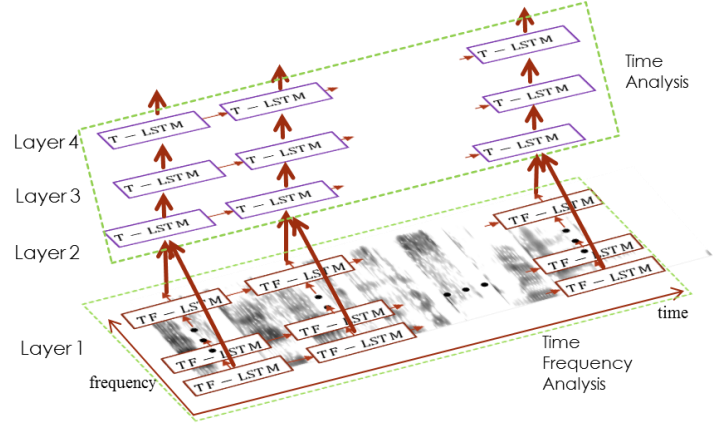 T – LSTM
Time
Analysis
T – LSTM
T – LSTM
T – LSTM
Layer 4
T – LSTM
T – LSTM
T – LSTM
Layer 3
T – LSTM
T – LSTM
Layer 2
TF – LSTM
TF – LSTM
TF – LSTM
TF – LSTM
TF – LSTM
time
TF – LSTM
TF – LSTM
TF – LSTM
TF – LSTM
Layer 1
frequency
Time
Frequency
Analysis